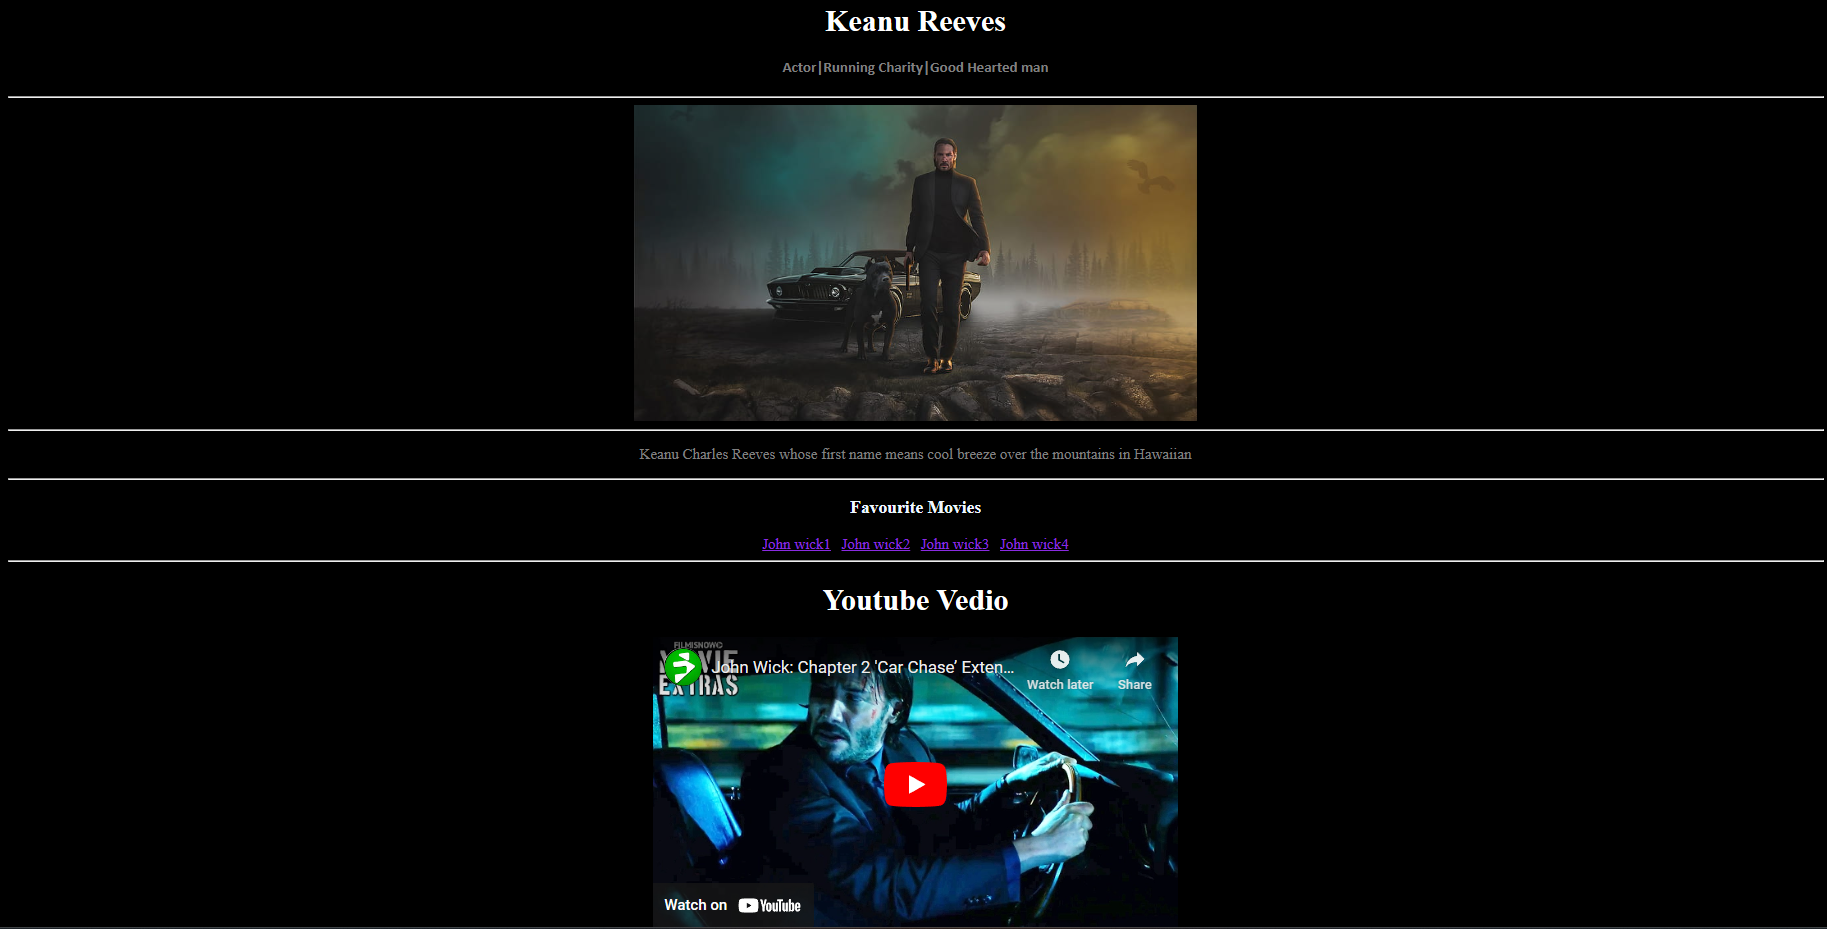 Keanu Reeves
Actor|Running Charity|Good Hearted man
Keanu Charles Reeves whose first name means cool breeze over the mountains in Hawaiian
Favourite Movies
John wick1 John wick2 John wick3 John wick4
Youtube Vedio
FILMISNOW
MOVIE
EXTRAS
John Wick: Chapter 2 'Car Chase’ Exten...
Watch later
Share
Watch on YouTube